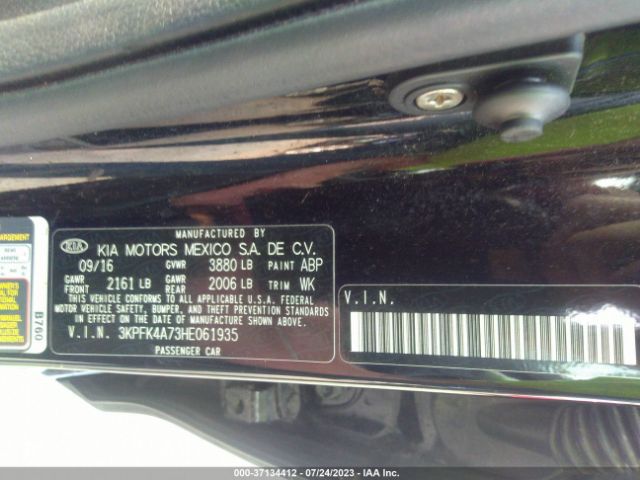 MANUFACTURED BY
KIA KIA MOTORS MEXICO S.A. DE C.V.
09/16 GVWR 3880 LB PAINT ABP
GAWR FRONT 2161 LB GAWR REAR 2006 LB TRIM WK
THIS VEHICLE CONFORMS TO ALL APPLICABLE U.S.A. FEDERAL
MOTOR VEHICLE SAFETY, BUMPER, AND THEFT PREVENTION STANDARDS
IN EFFECT ON THE DATE OF MANUFACTURE SHOWN ABOVE.
V.I.N. 3KPFK4A73HE061935
PASSENGER CAR
V.I.N.
B760
000-37134412 - 07/24/2023 - IAA Inc.